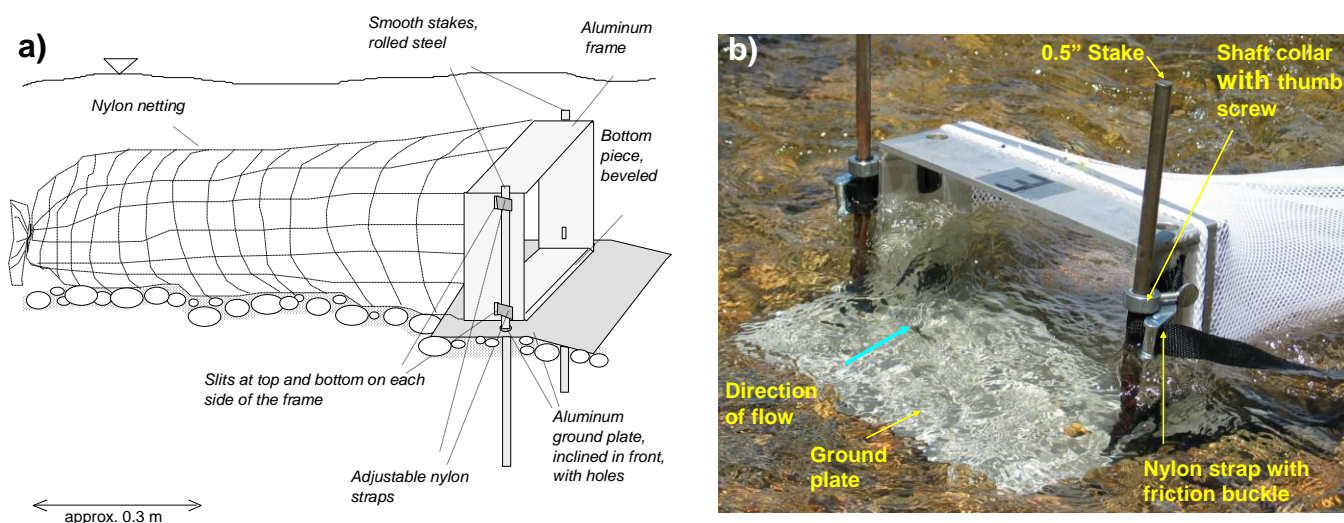 a)
Smooth stakes,
rolled steel
Aluminum
frame
Nylon netting
Bottom
piece,
beveled
Slits at top and bottom on each
side of the frame
Adjustable nylon
straps
Aluminum
ground plate,
inclined in front,
with holes
approx. 0.3 m
b)
0.5” Stake
Shaft collar
with thumb
screw
E
Direction
of flow
Ground
plate
Nylon strap with
friction buckle